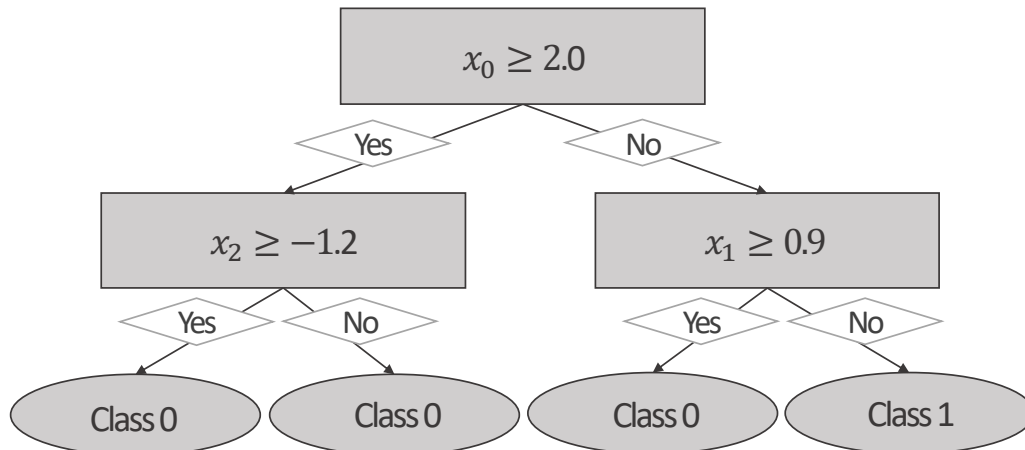 x₀ ≥ 2.0
Yes
No
x₂ ≥ −1.2
x₁ ≥ 0.9
Yes
No
Yes
No
Class 0
Class 0
Class 0
Class 1